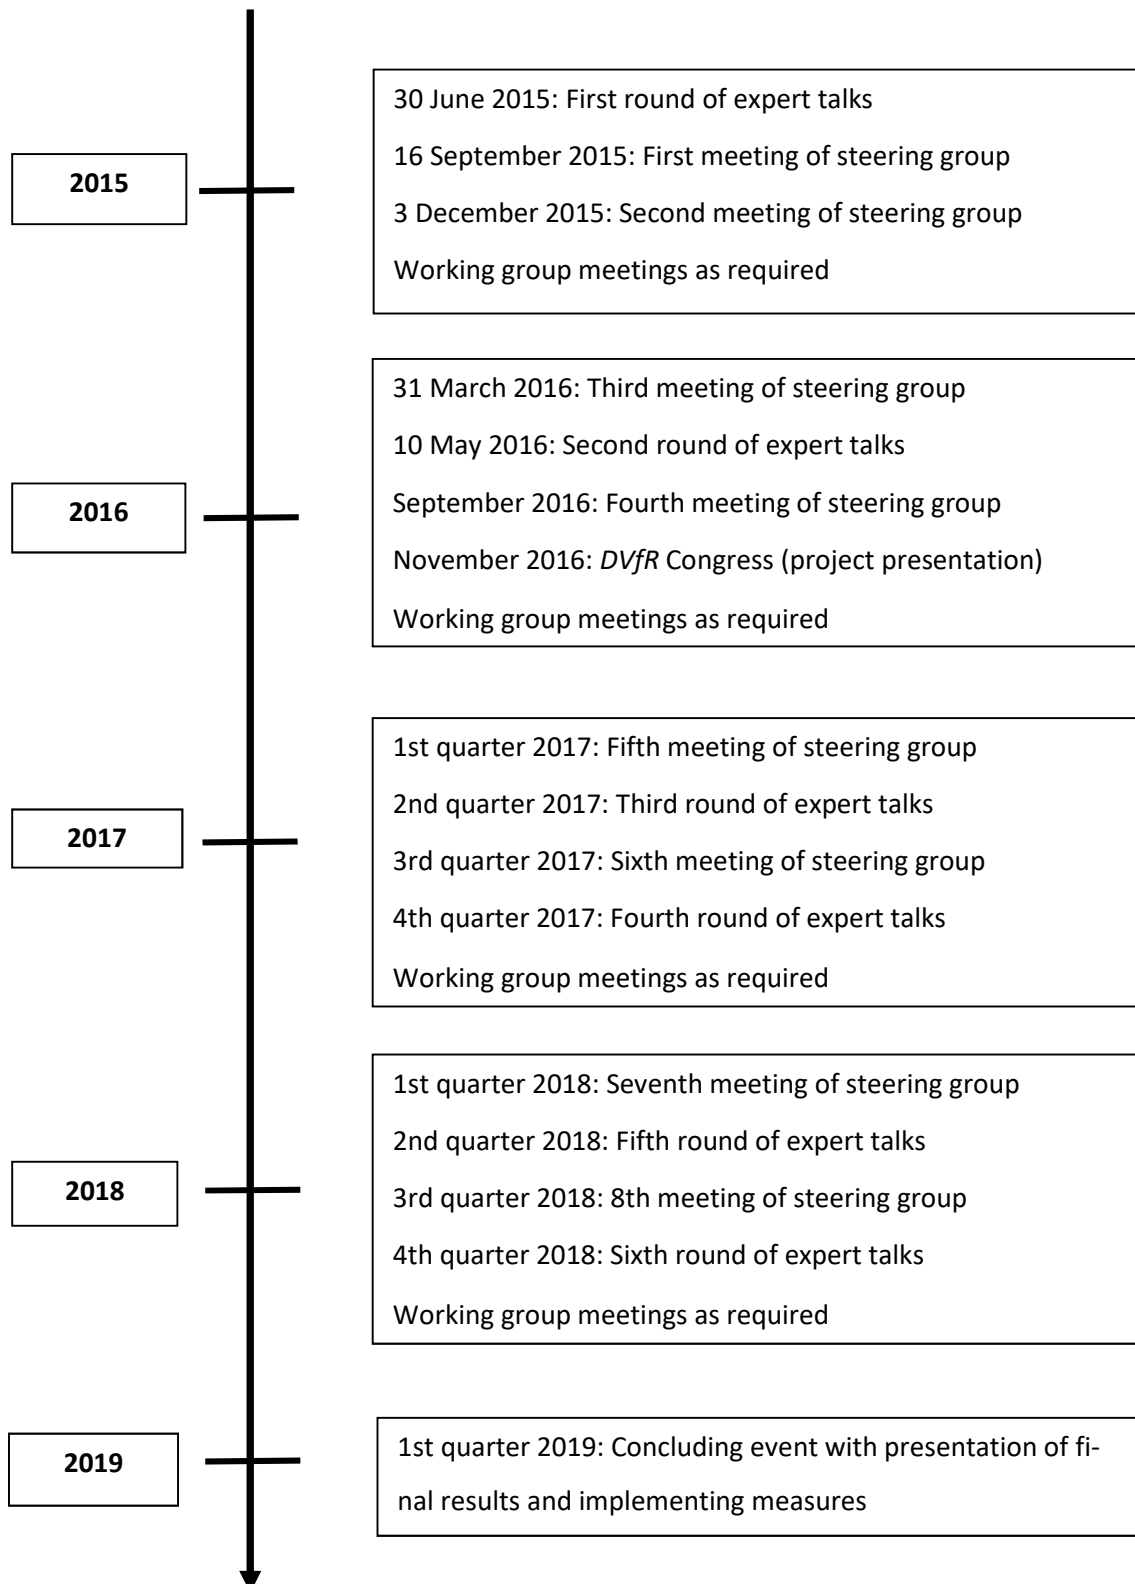 2015
30 June 2015: First round of expert talks
16 September 2015: First meeting of steering group
3 December 2015: Second meeting of steering group
Working group meetings as required
2016
31 March 2016: Third meeting of steering group
10 May 2016: Second round of expert talks
September 2016: Fourth meeting of steering group
November 2016: DVfR Congress (project presentation)
Working group meetings as required
2017
1st quarter 2017: Fifth meeting of steering group
2nd quarter 2017: Third round of expert talks
3rd quarter 2017: Sixth meeting of steering group
4th quarter 2017: Fourth round of expert talks
Working group meetings as required
2018
1st quarter 2018: Seventh meeting of steering group
2nd quarter 2018: Fifth round of expert talks
3rd quarter 2018: 8th meeting of steering group
4th quarter 2018: Sixth round of expert talks
Working group meetings as required
2019
1st quarter 2019: Concluding event with presentation of fi-
nal results and implementing measures